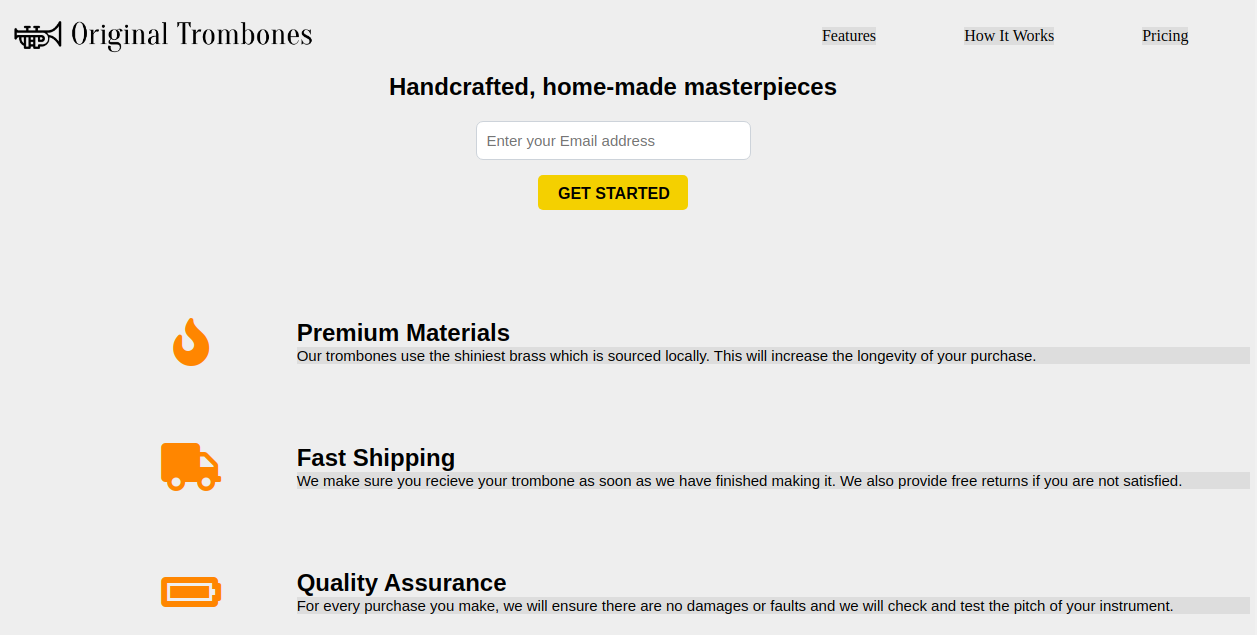 Original Trombones
Features
How It Works
Pricing
Handcrafted, home-made masterpieces
Enter your Email address
GET STARTED
Premium Materials
Our trombones use the shiniest brass which is sourced locally. This will increase the longevity of your purchase.
Fast Shipping
We make sure you recieve your trombone as soon as we have finished making it. We also provide free returns if you are not satisfied.
Quality Assurance
For every purchase you make, we will ensure there are no damages or faults and we will check and test the pitch of your instrument.